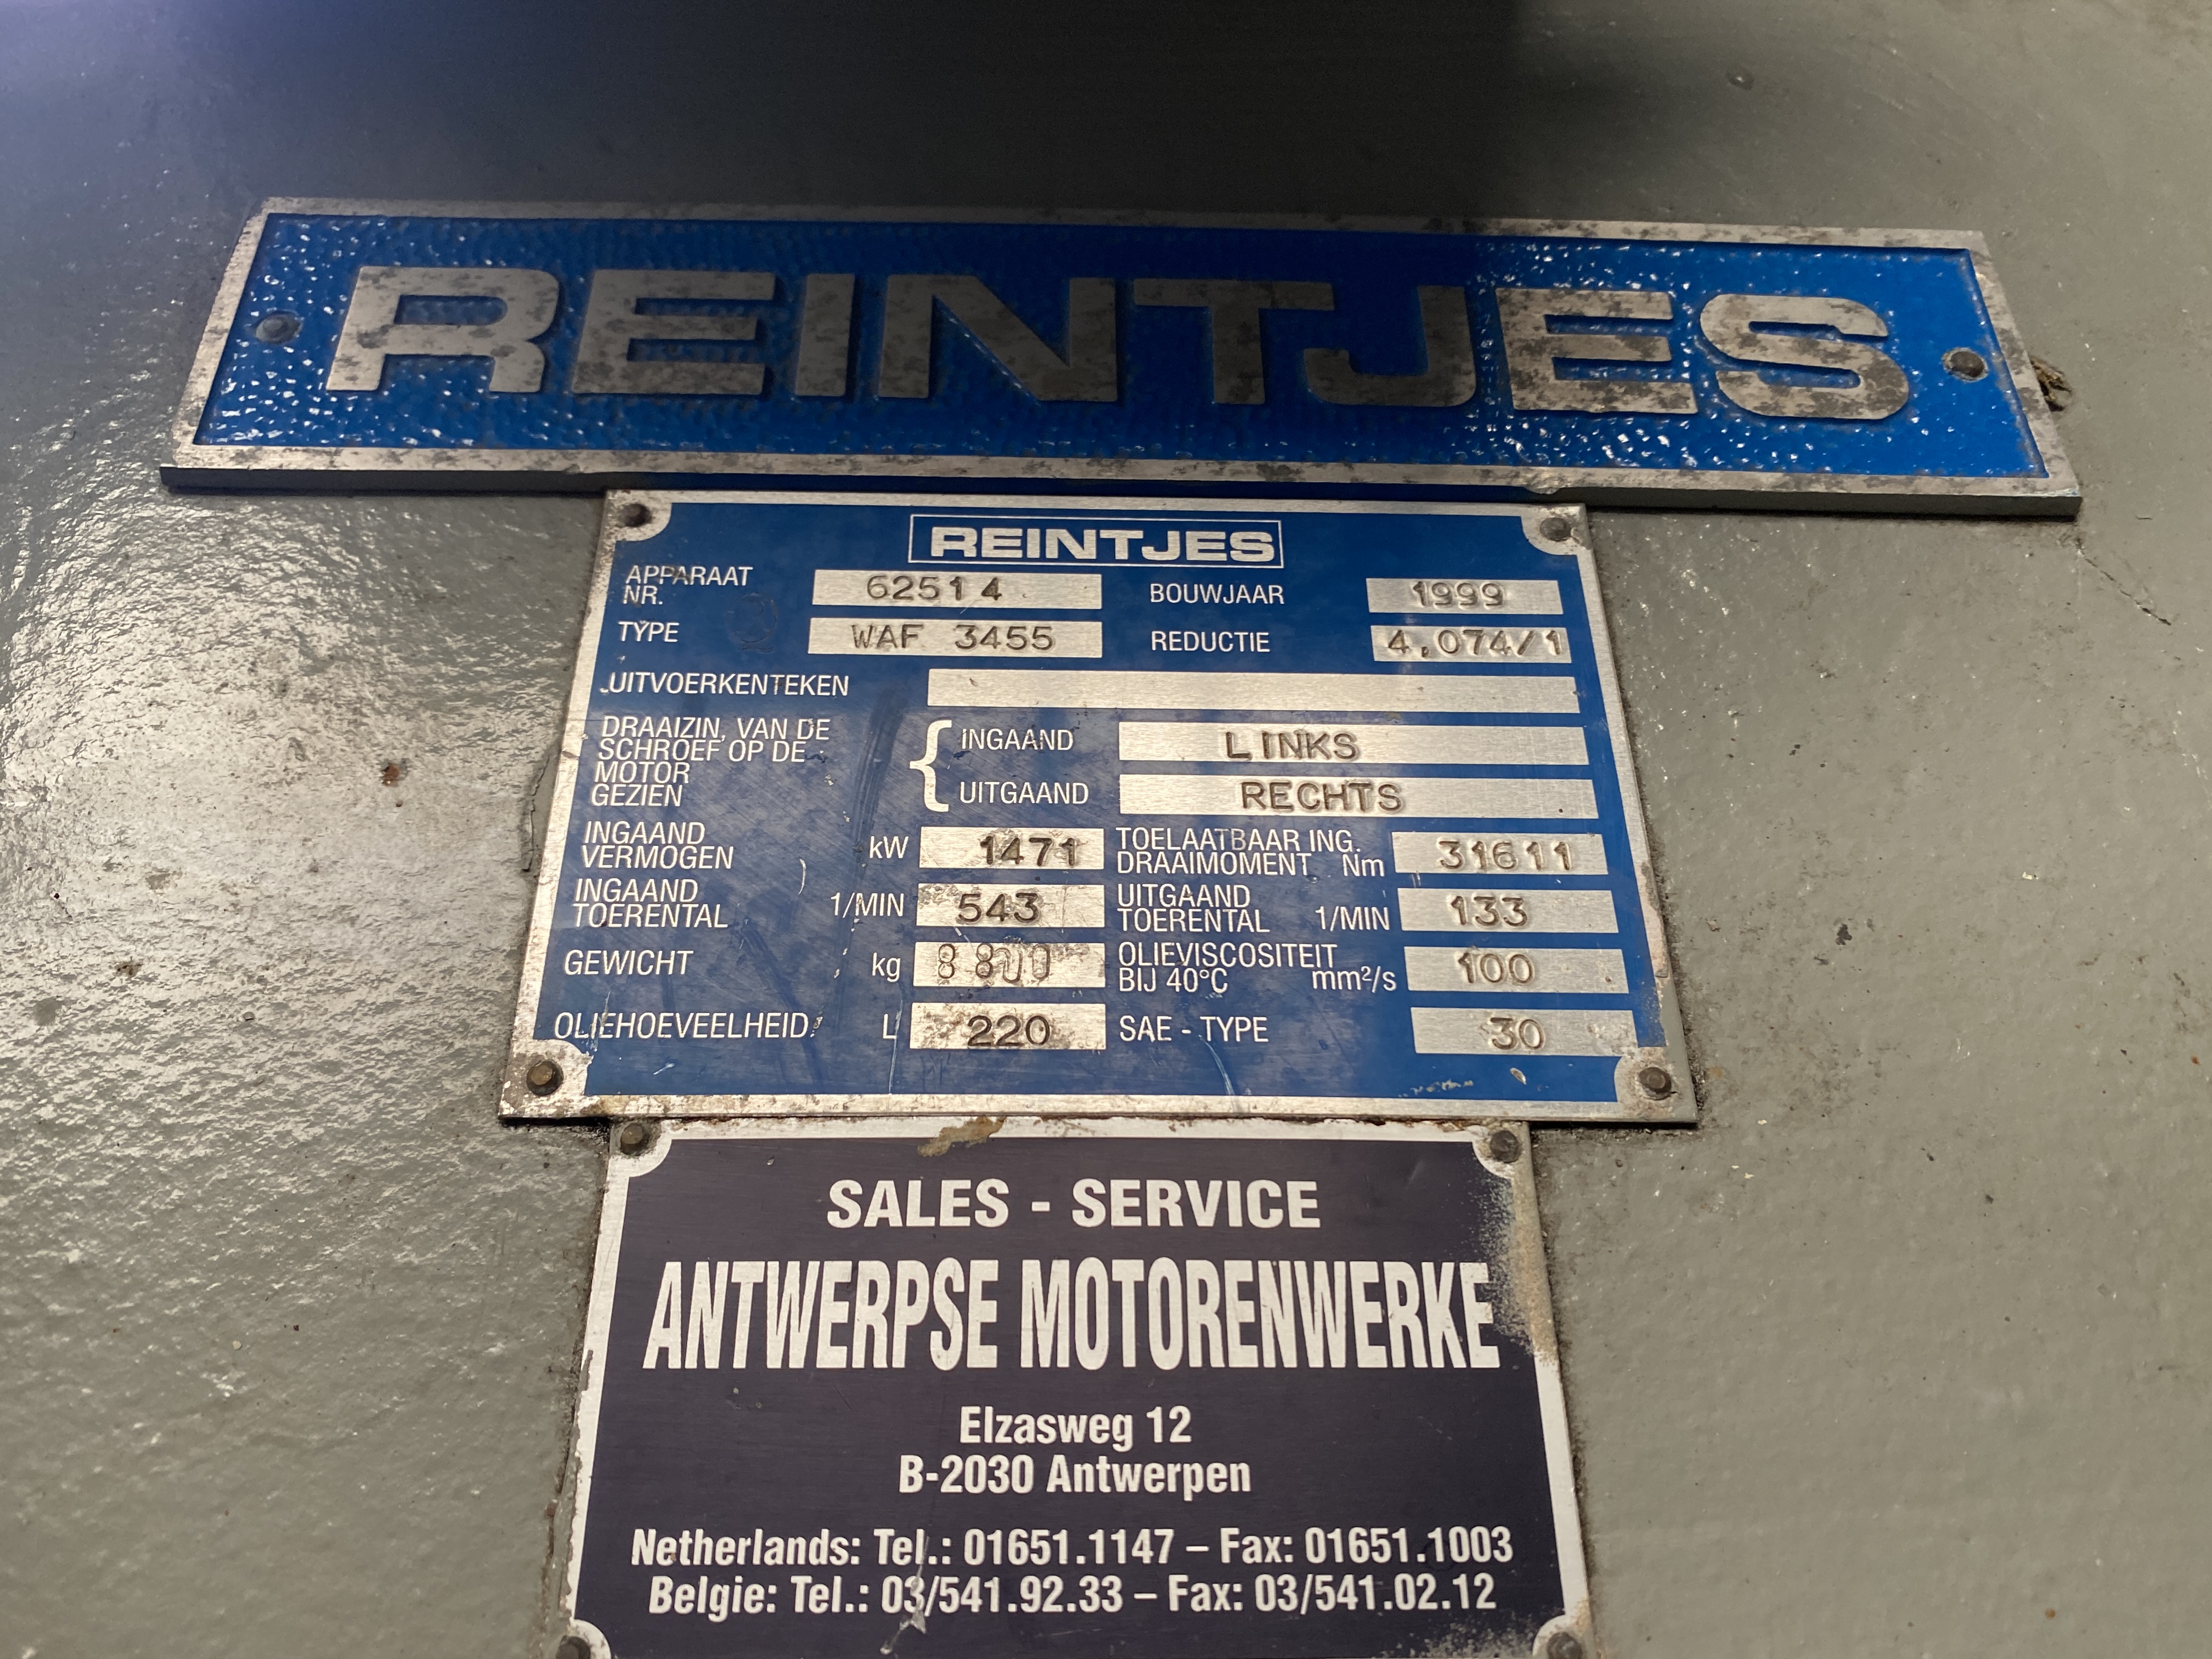 REINTJES
REINTJES
APPARAAT NR. 62514 BOUWJAAR 1999
TYPE WAF 3455 REDUCTIE 4,074/1
UITVOERKENTEKEN
DRAAIZIN, VAN DE
SCHROEF OP DE
MOTOR
GEZIEN
INGAAND LINKS
UITGAAND RECHTS
INGAAND VERMOGEN kW 1471 TOELAATBAAR ING. DRAAIMOMENT Nm 31611
INGAAND TOERENTAL 1/MIN 543 UITGAAND TOERENTAL 1/MIN 133
GEWICHT kg OLIEVISCOSITEIT BIJ 40°C mm²/s 100
OLIEHOEVEELHEID L 220 SAE - TYPE 30
SALES - SERVICE
ANTWERPSE MOTORENWERKE
Elzasweg 12
B-2030 Antwerpen
Netherlands: Tel.: 01651.1147 – Fax: 01651.1003
Belgie: Tel.: 03/541.92.33 – Fax: 03/541.02.12